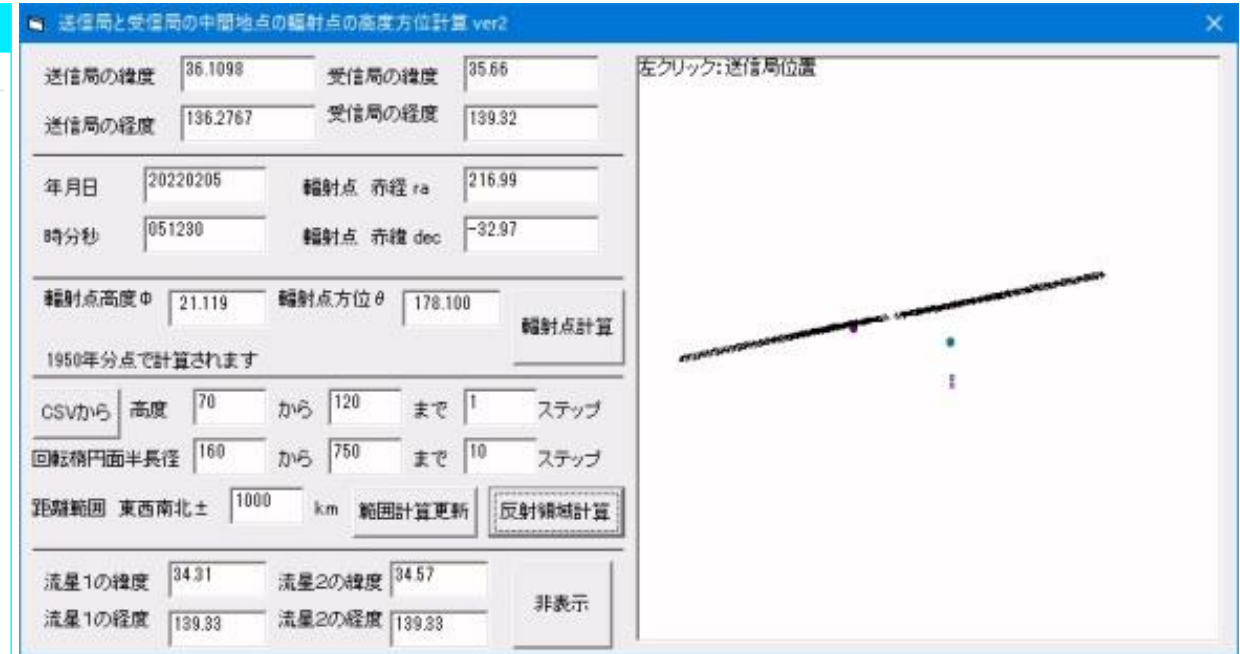 送信局と受信局の中間地点の輻射点の高度方位計算 ver2
左クリック:送信局位置
送信局の緯度 36.1098 受信局の緯度 35.66
送信局の経度 136.2767 受信局の経度 139.32
年月日 20220205 輻射点 赤経 ra 216.99
時分秒 051230 輻射点 赤緯 dec -32.97
輻射点高度Φ 21.119 輻射点方位θ 178.100 輻射点計算
1950年分点で計算されます
CSVから 高度 70 から 120 まで 1 ステップ
回転楕円面半長径 160 から 750 まで 10 ステップ
距離範囲 東西南北± 1000 km 範囲計算更新 反射領域計算
流星1の緯度 34.31 流星2の緯度 34.57
流星1の経度 139.33 流星2の経度 139.33 非表示